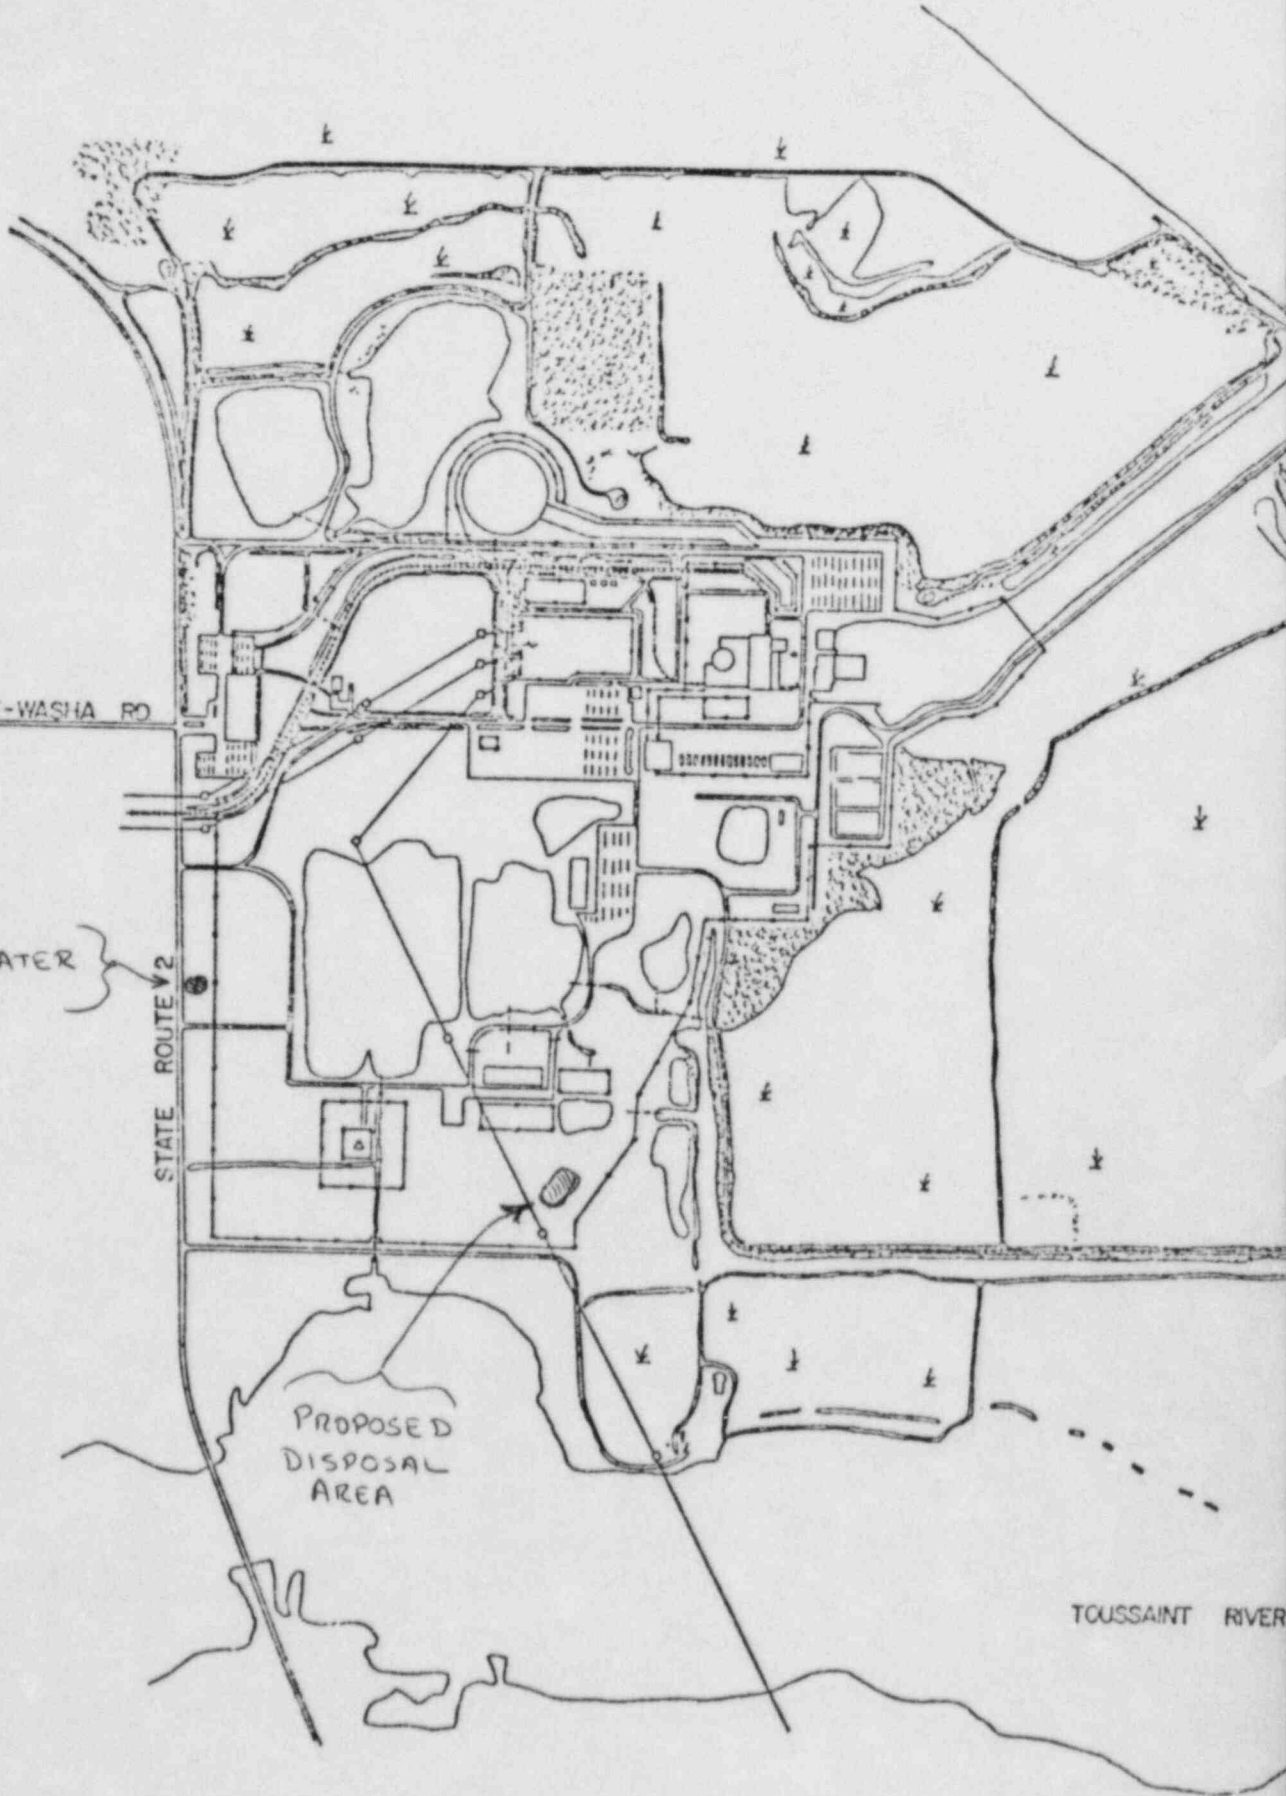 -WASHA RD
ATER
STATE ROUTE 2
PROPOSED
DISPOSAL
AREA
TOUSSAINT RIVER